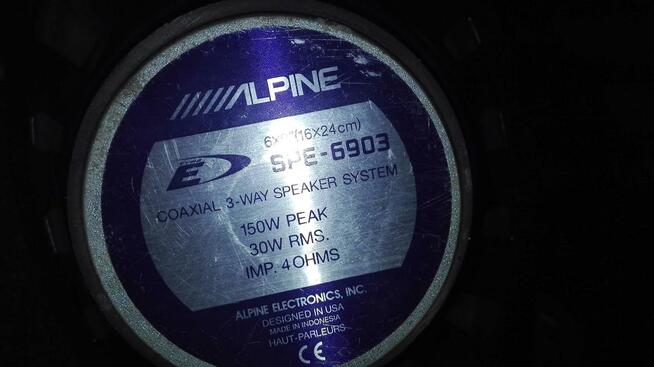 ALPINE
6x9"(16x24cm)
E SPE-6903
COAXIAL 3-WAY SPEAKER SYSTEM
150W PEAK
30W RMS.
IMP. 4 OHMS
ALPINE ELECTRONICS, INC.
DESIGNED IN USA
MADE IN INDONESIA
HAUT-PARLEURS
CE